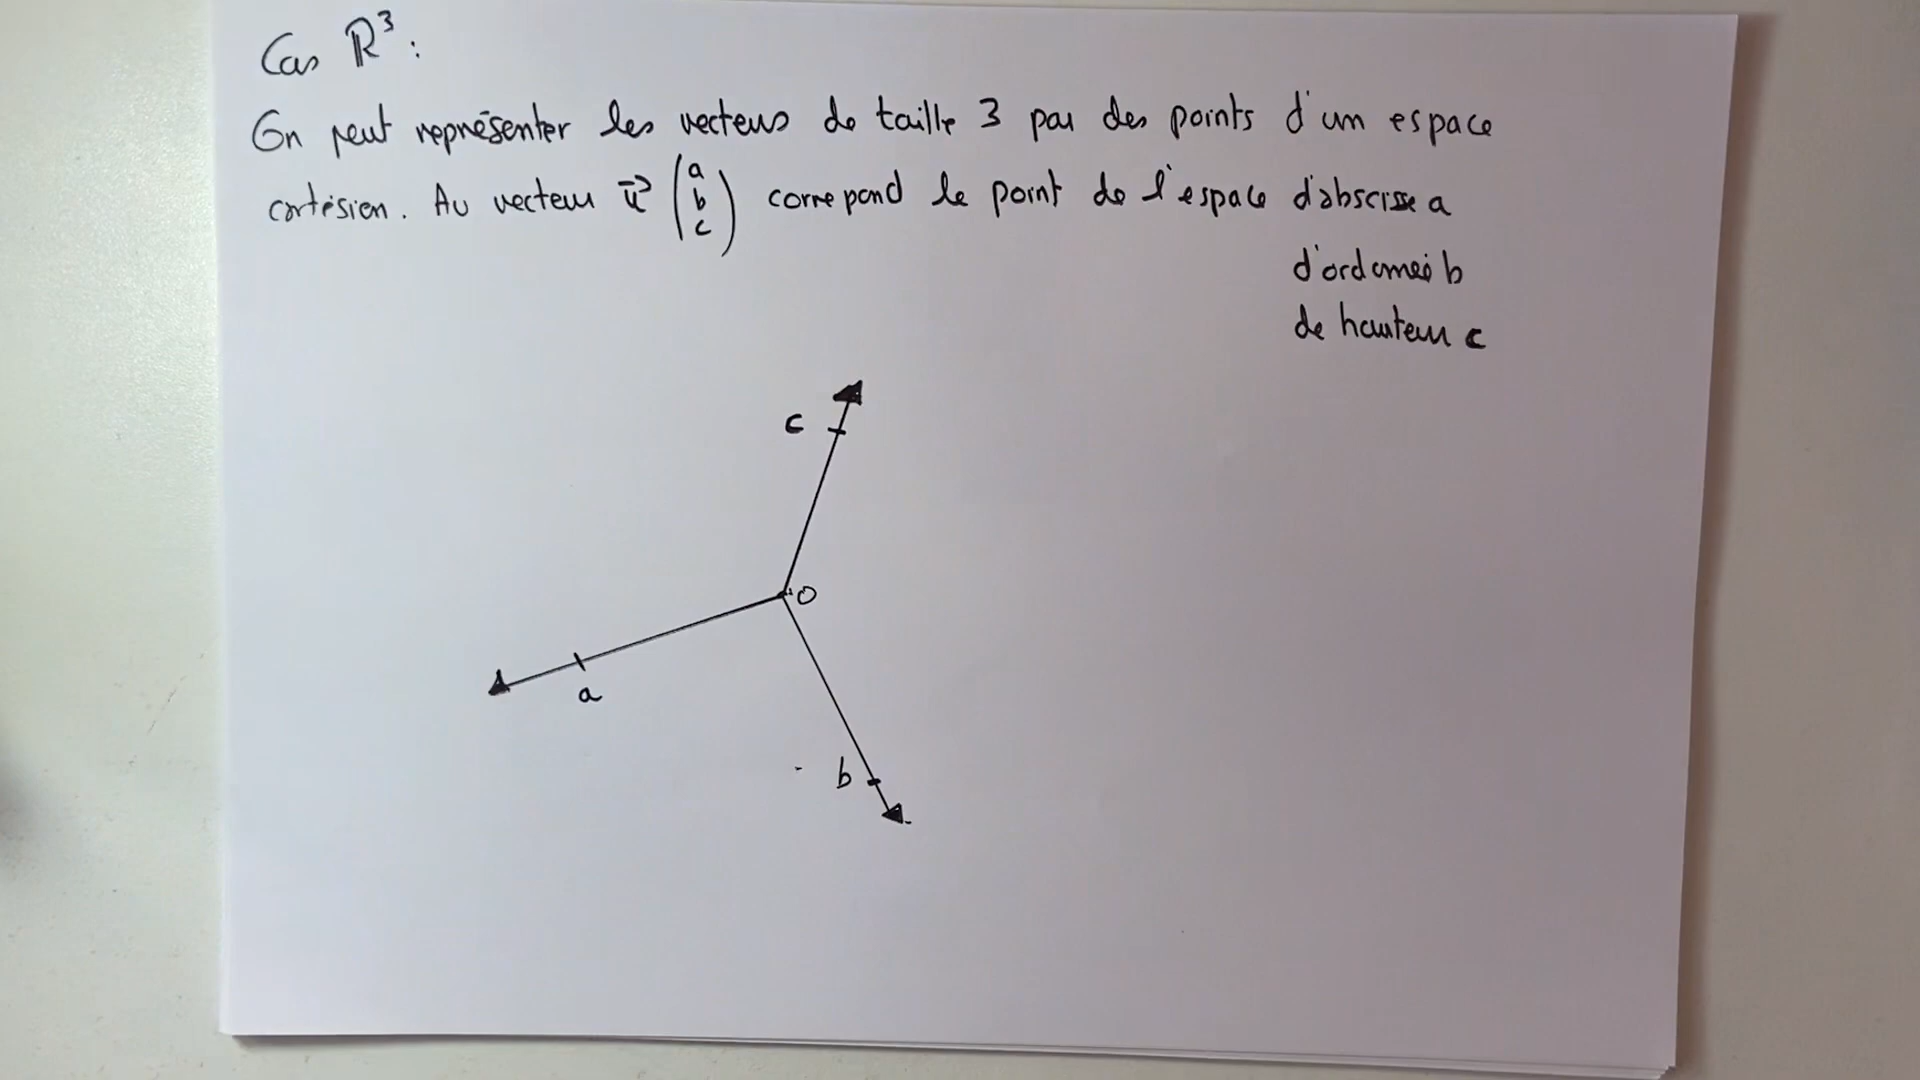 Cas ℝ³ :
On peut représenter les vecteurs de taille 3 par des points d'un espace
cartésien. Au vecteur u⃗ (a b c) correpond le point de l'espace d'abscisse a
d'ordonnée b
de hauteur c
c
O
a
b